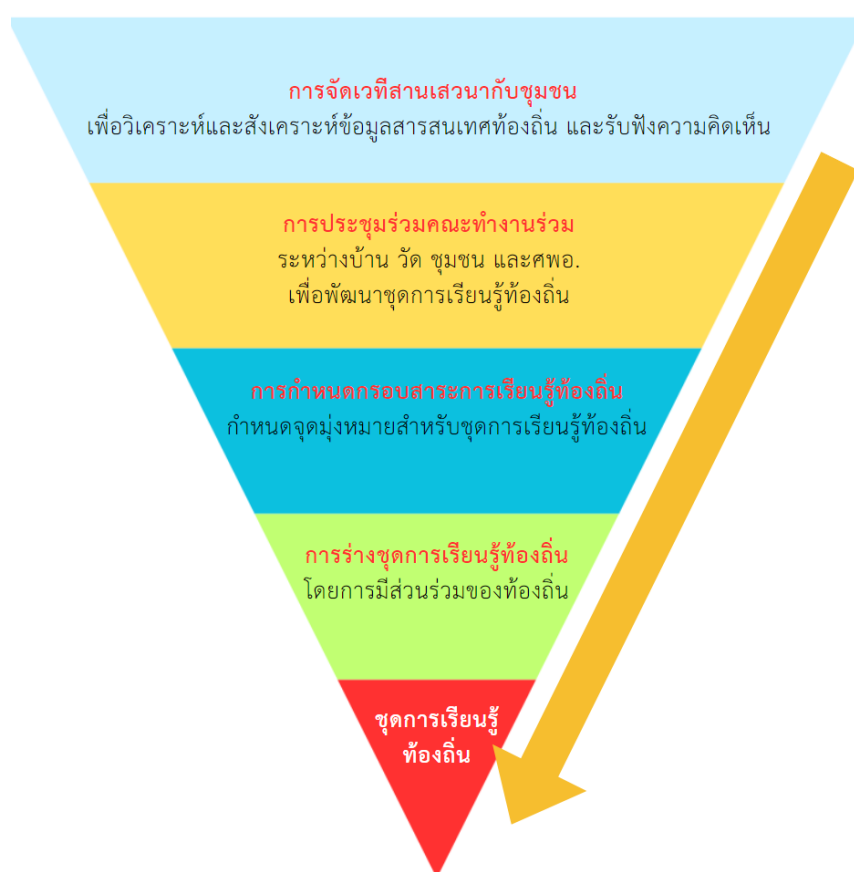 การจัดเวทีสานเสวนากับชุมชน
เพื่อวิเคราะห์และสังเคราะห์ข้อมูลสารสนเทศท้องถิ่น และรับฟังความคิดเห็น
การประชุมร่วมคณะทำงานร่วม
ระหว่างบ้าน วัด ชุมชน และศพอ.
เพื่อพัฒนาชุดการเรียนรู้ท้องถิ่น
การกำหนดกรอบสาระการเรียนรู้ท้องถิ่น
กำหนดจุดมุ่งหมายสำหรับชุดการเรียนรู้ท้องถิ่น
การร่างชุดการเรียนรู้ท้องถิ่น
โดยการมีส่วนร่วมของท้องถิ่น
ชุดการเรียนรู้
ท้องถิ่น